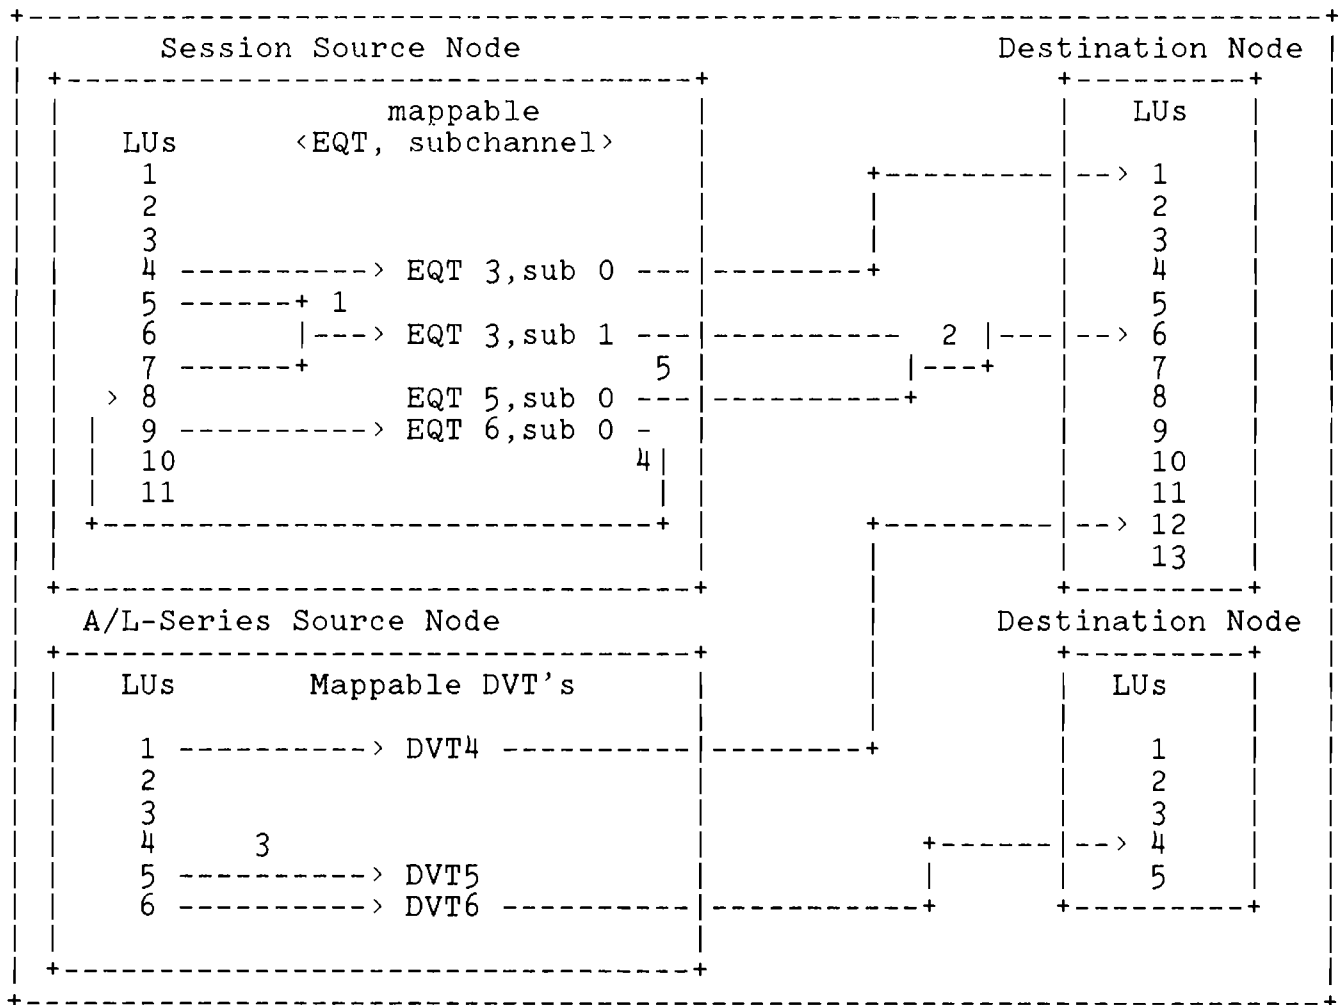 Session Source Node Destination Node
mappable LUs
LUs <EQT, subchannel>
1 +---------|--> 1
2 2
3 3
4 ----------> EQT 3,sub 0 ---|--------+ 4
5 ------+ 1 5
6 |---> EQT 3,sub 1 ---|---------- 2 |---|--> 6
7 ------+ 5 |---+ 7
> 8 EQT 5,sub 0 ---|----------+ 8
9 ----------> EQT 6,sub 0 - 9
10 4| 10
11 11
+------------------------------+ +---------|--> 12
13
A/L-Series Source Node Destination Node
LUs Mappable DVT's LUs
1 ----------> DVT4 ----------|--------+ 1
2 2
3 3
4 3 +------|--> 4
5 ----------> DVT5 5
6 ----------> DVT6 ----------|-----------+